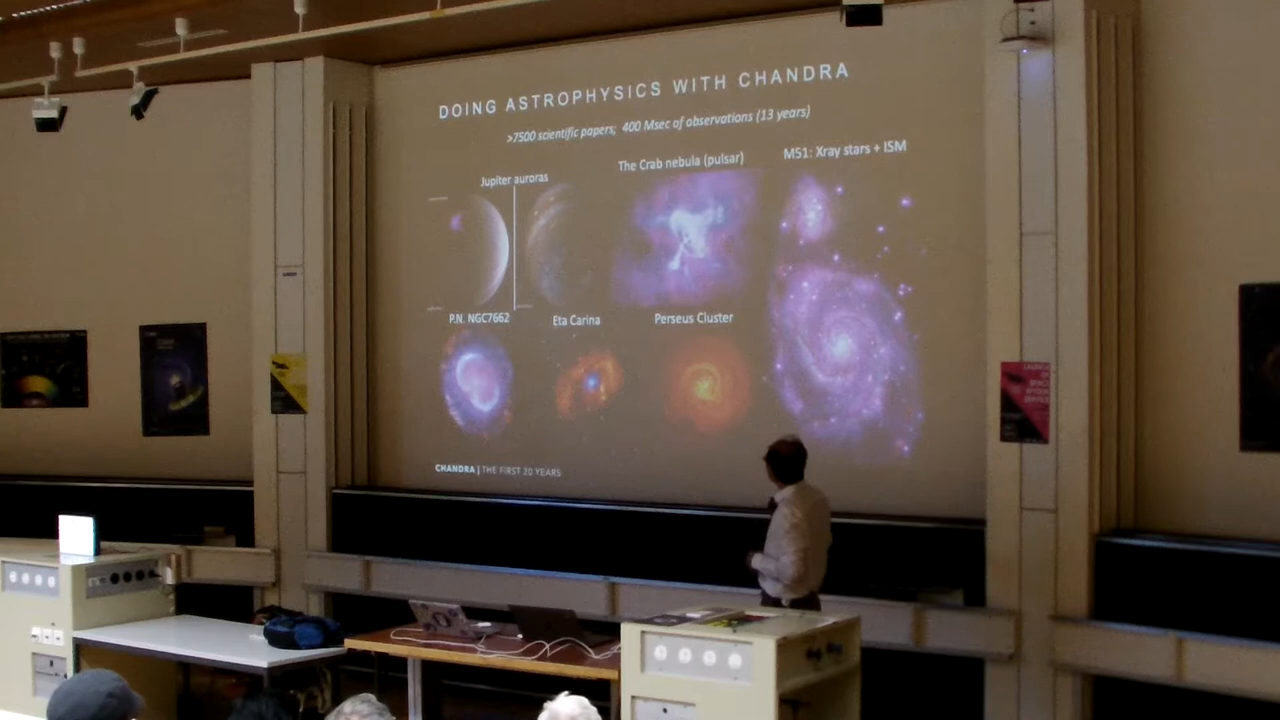 DOING ASTROPHYSICS WITH CHANDRA
>7500 scientific papers; 400 Msec of observations (13 years)
Jupiter auroras
The Crab nebula (pulsar)
M51: Xray stars + ISM
P.N. NGC7662
Eta Carina
Perseus Cluster
CHANDRA | THE FIRST 20 YEARS